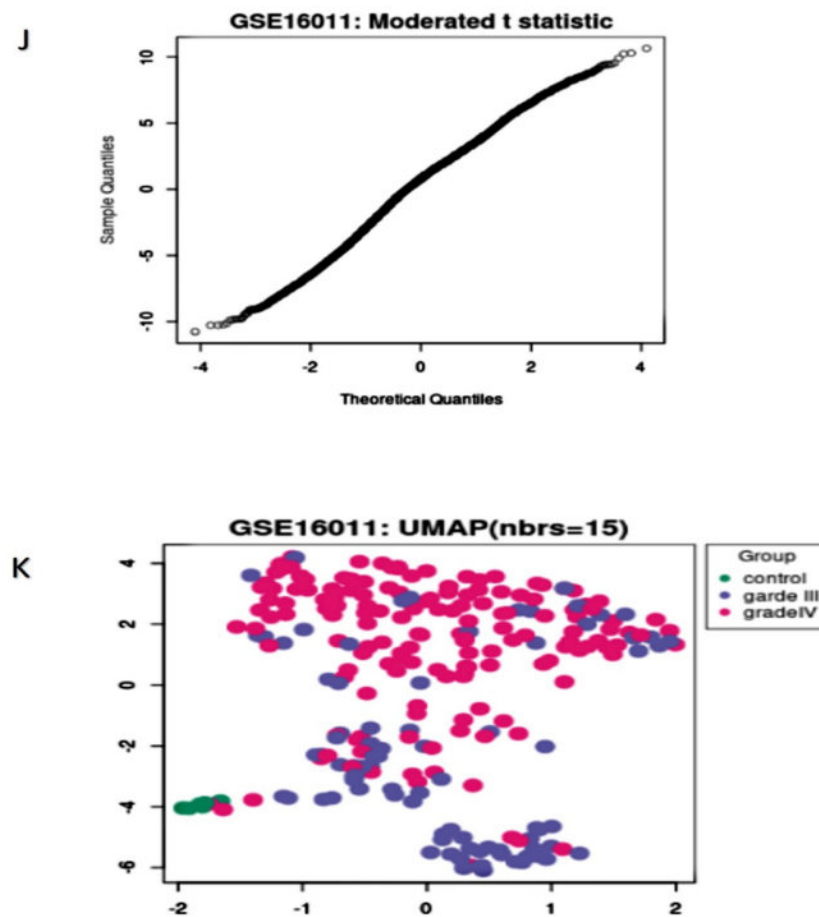 J
GSE16011: Moderated t statistic
Sample Quantiles
10
5
0
-5
-10
-4 -2 0 2 4
Theoretical Quantiles
K
GSE16011: UMAP(nbrs=15)
4
2
0
-2
-4
-6
-2 -1 0 1 2
Group
control
garde III
gradeIV